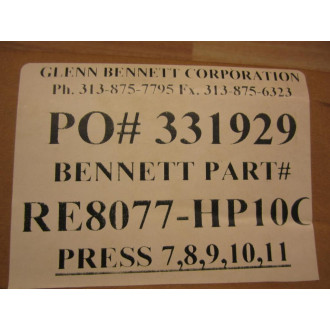 GLENN BENNETT CORPORATION
Ph. 313-875-7795 Fx. 313-875-6323
PO# 331929
BENNETT PART#
RE8077-HP10C
PRESS 7,8,9,10,11